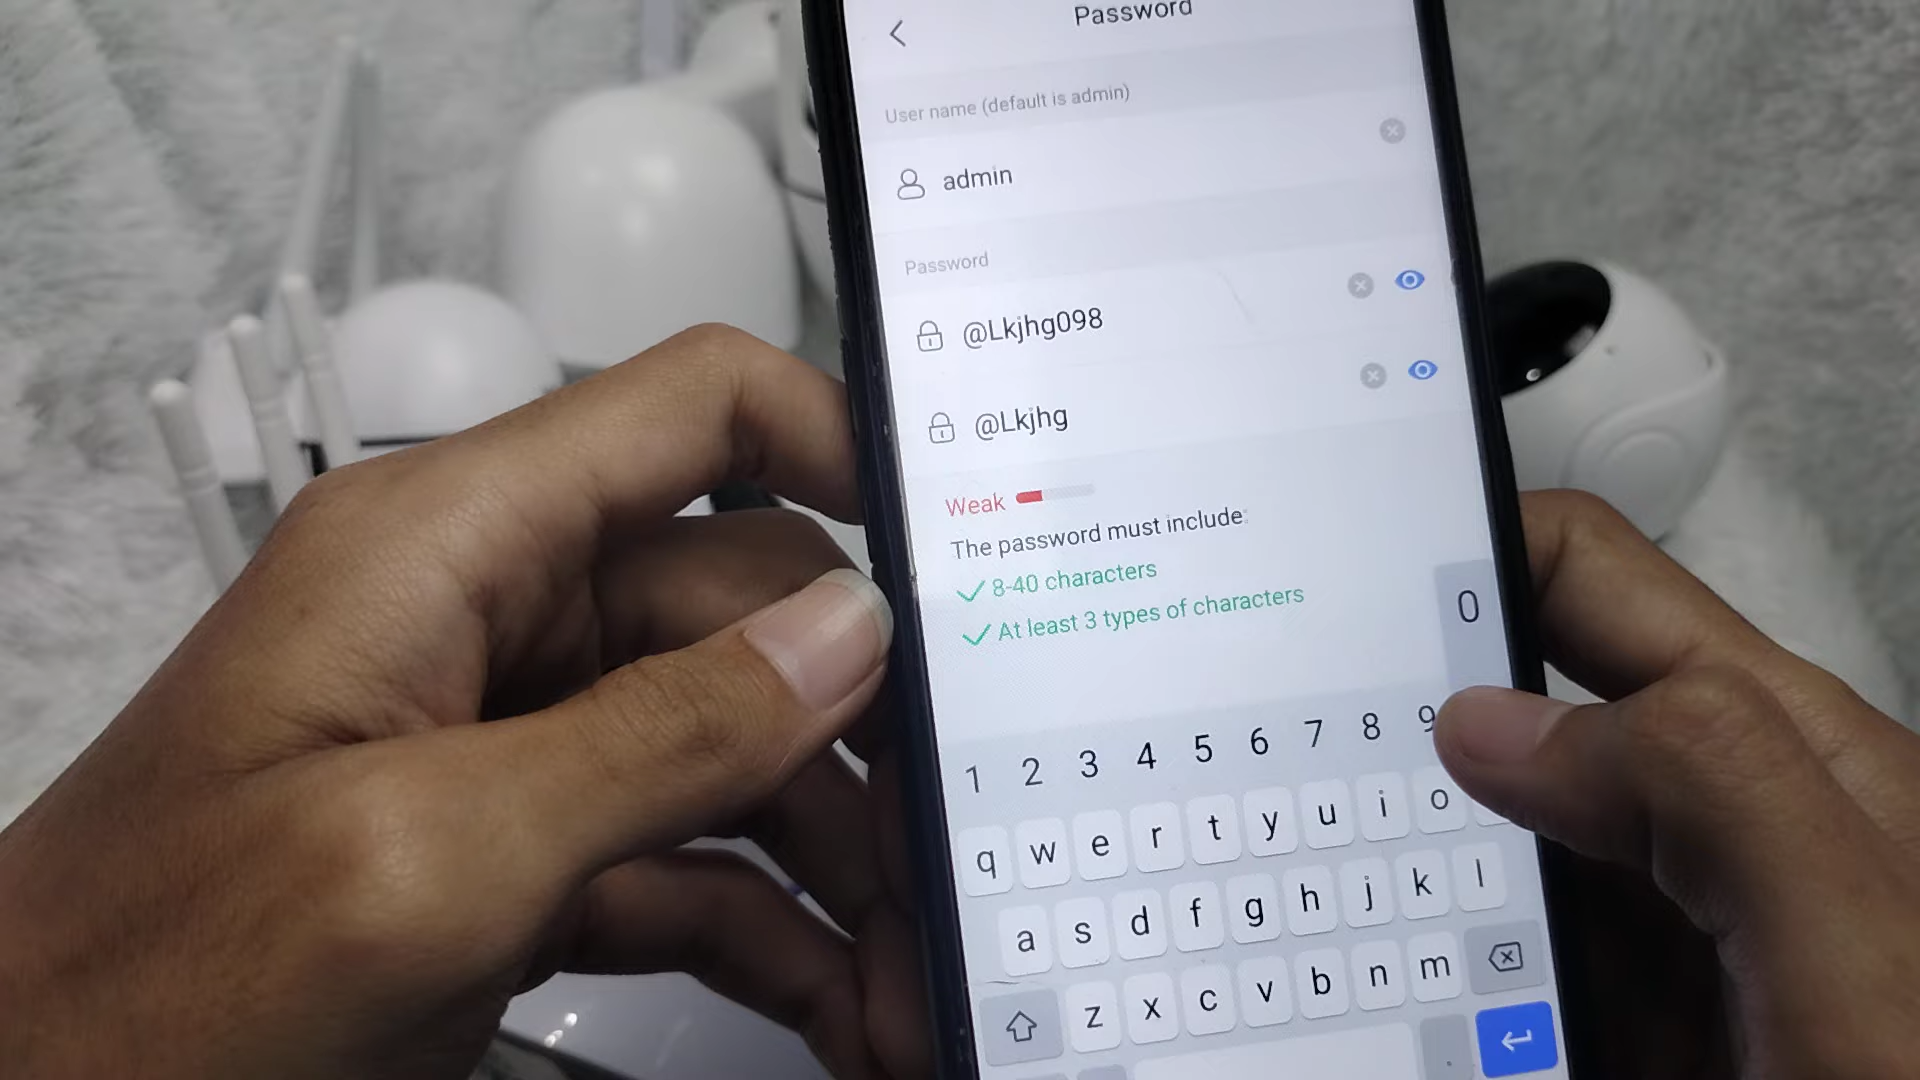 Password
User name (default is admin)
admin
Password
@Lkjhg098
@Lkjhg
Weak
The password must include:
8-40 characters
At least 3 types of characters
0
1 2 3 4 5 6 7 8 9
q w e r t y u i o
a s d f g h j k l
z x c v b n m
.